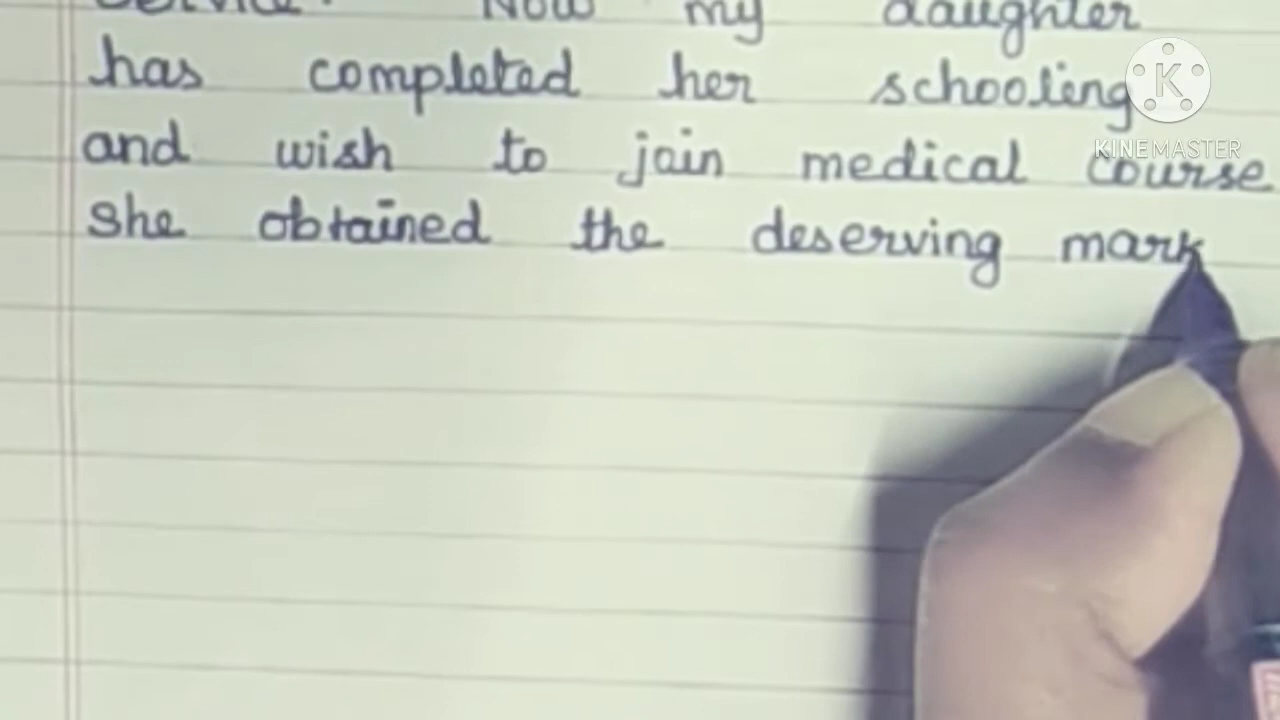 service. Now my daughter
has completed her schooling
and wish to join medical course
She obtained the deserving mark
K
KINEMASTER